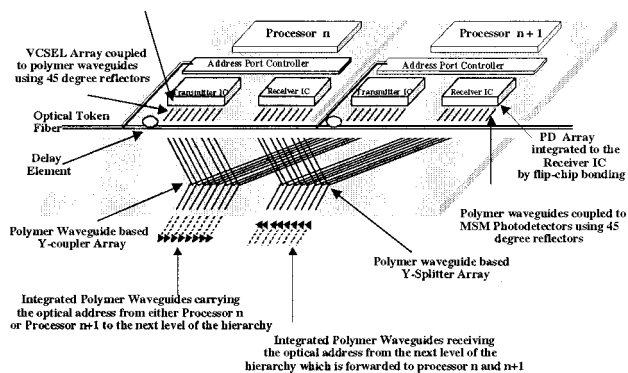 Processor n
Processor n + 1
VCSEL Array coupled
to polymer waveguides
using 45 degree reflectors
Address Port Controller
Address Port Controller
Transmitter IC
Receiver IC
Transmitter IC
Receiver IC
Optical Token
Fiber
Delay
Element
PD Array
integrated to the
Receiver IC
by flip-chip bonding
Polymer waveguides coupled to
MSM Photodetectors using 45
degree reflectors
Polymer Waveguide based
Y-coupler Array
Polymer waveguide based
Y-Splitter Array
Integrated Polymer Waveguides carrying
the optical address from either Processor n
or Processor n+1 to the next level of the hierarchy
Integrated Polymer Waveguides receiving
the optical address from the next level of the
hierarchy which is forwarded to processor n and n+1